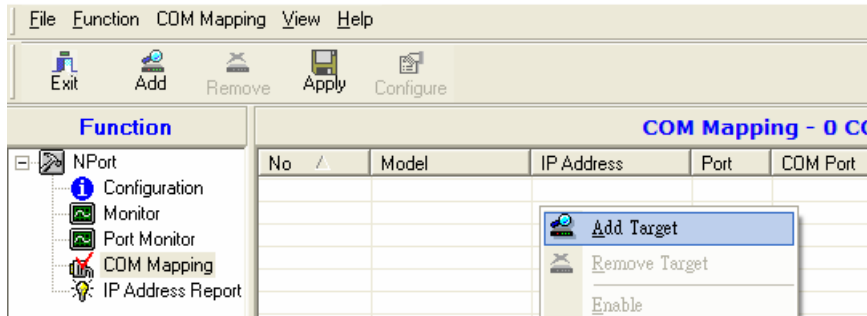 File Function COM Mapping View Help
Exit Add Remove Apply Configure
Function
COM Mapping - 0 CO
NPort
Configuration
Monitor
Port Monitor
COM Mapping
IP Address Report
No Model IP Address Port COM Port
Add Target
Remove Target
Enable